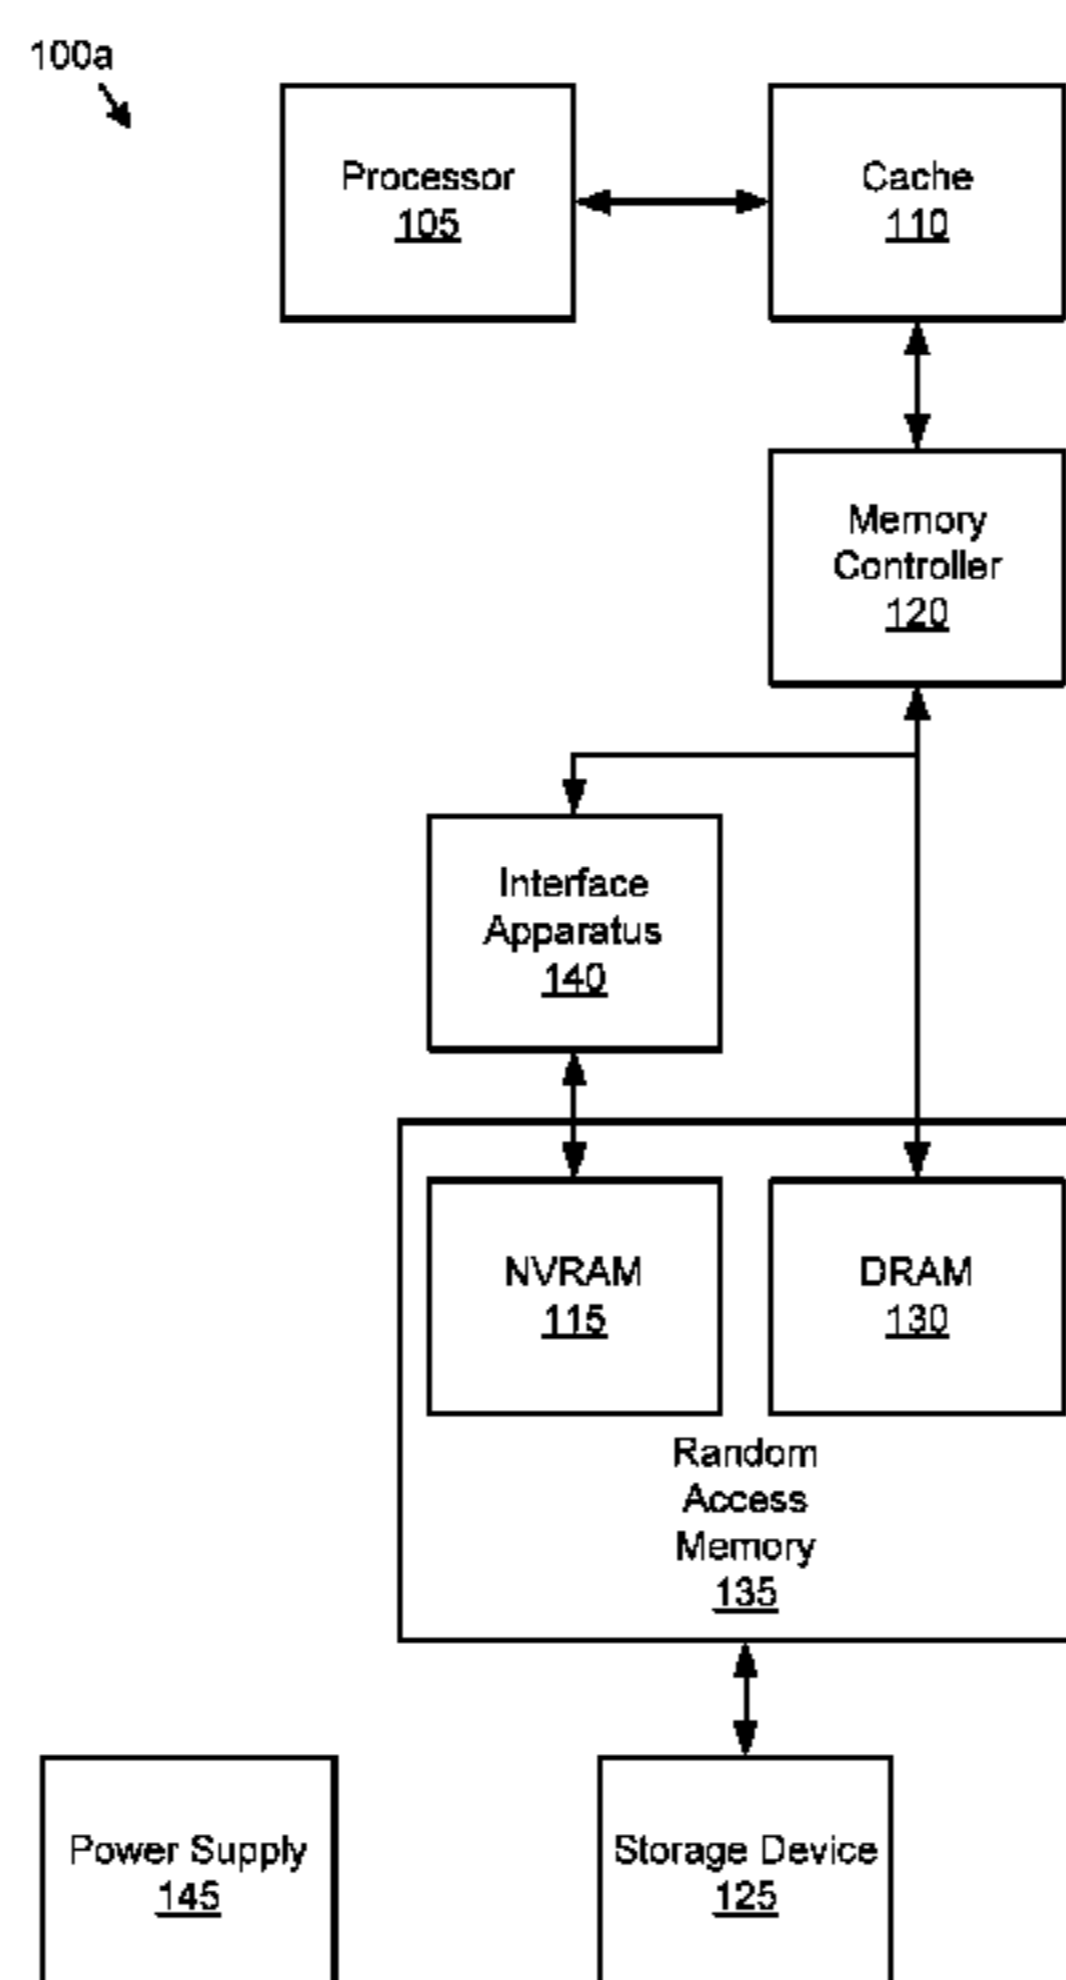 100a
Processor
105
Cache
110
Memory
Controller
120
Interface
Apparatus
140
NVRAM
115
DRAM
130
Random
Access
Memory
135
Power Supply
145
Storage Device
125